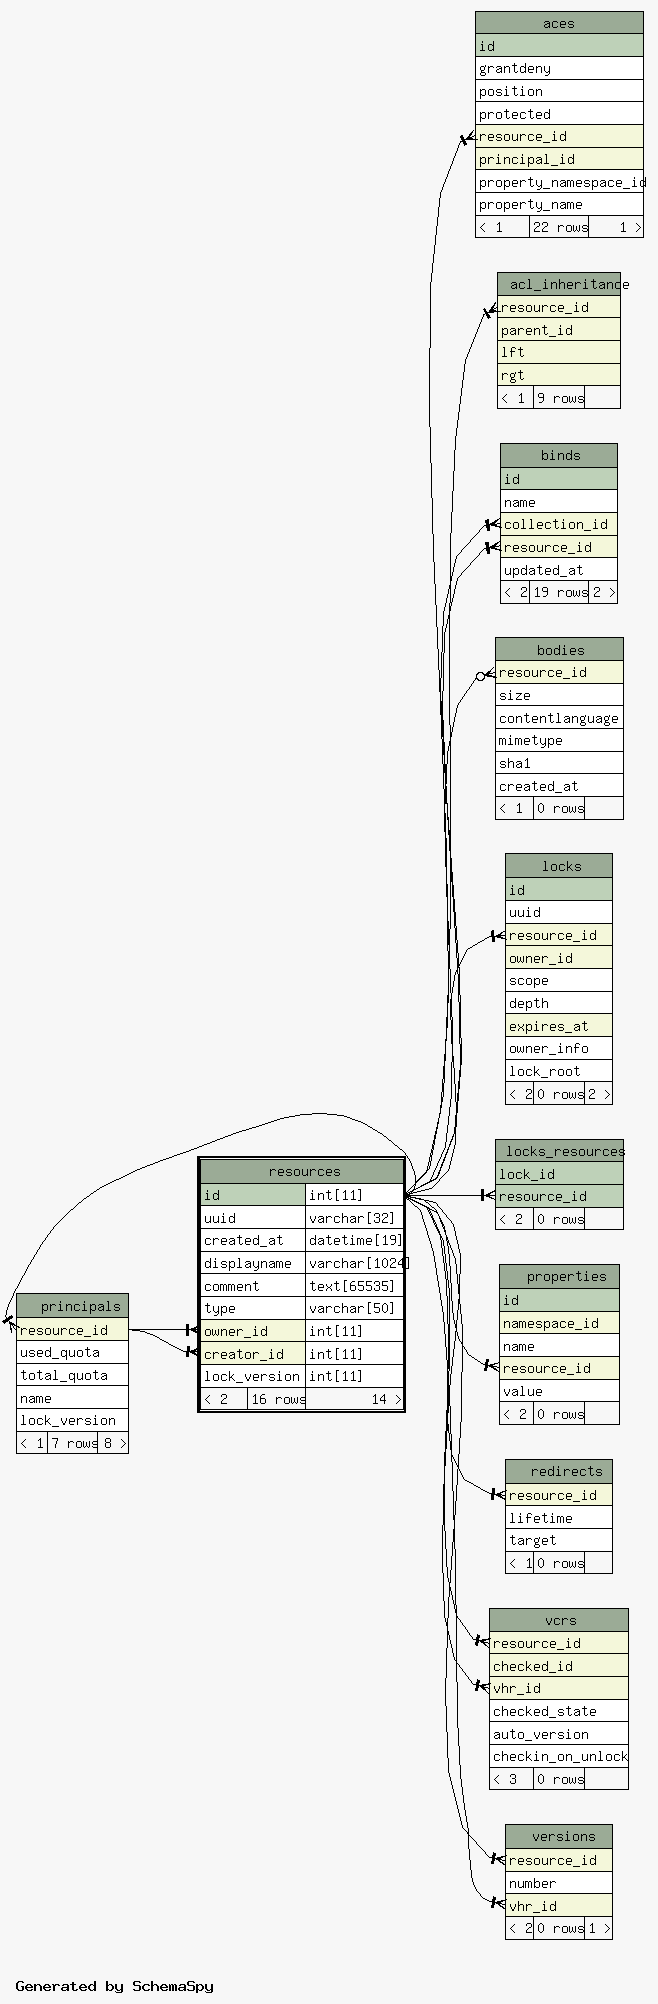 aces
id
grantdeny
position
protected
resource_id
principal_id
property_namespace_id
property_name
< 1 22 rows 1 >
acl_inheritance
resource_id
parent_id
lft
rgt
< 1 9 rows
binds
id
name
collection_id
resource_id
updated_at
< 2 19 rows 2 >
bodies
resource_id
size
contentlanguage
mimetype
sha1
created_at
< 1 0 rows
locks
id
uuid
resource_id
owner_id
scope
depth
expires_at
owner_info
lock_root
< 2 0 rows 2 >
locks_resources
lock_id
resource_id
< 2 0 rows
resources
id int[11]
uuid varchar[32]
created_at datetime[19]
displayname varchar[1024]
comment text[65535]
type varchar[50]
owner_id int[11]
creator_id int[11]
lock_version int[11]
< 2 16 rows 14 >
principals
resource_id
used_quota
total_quota
name
lock_version
< 1 7 rows 8 >
properties
id
namespace_id
name
resource_id
value
< 2 0 rows
redirects
resource_id
lifetime
target
< 1 0 rows
vcrs
resource_id
checked_id
vhr_id
checked_state
auto_version
checkin_on_unlock
< 3 0 rows
versions
resource_id
number
vhr_id
< 2 0 rows 1 >
Generated by SchemaSpy